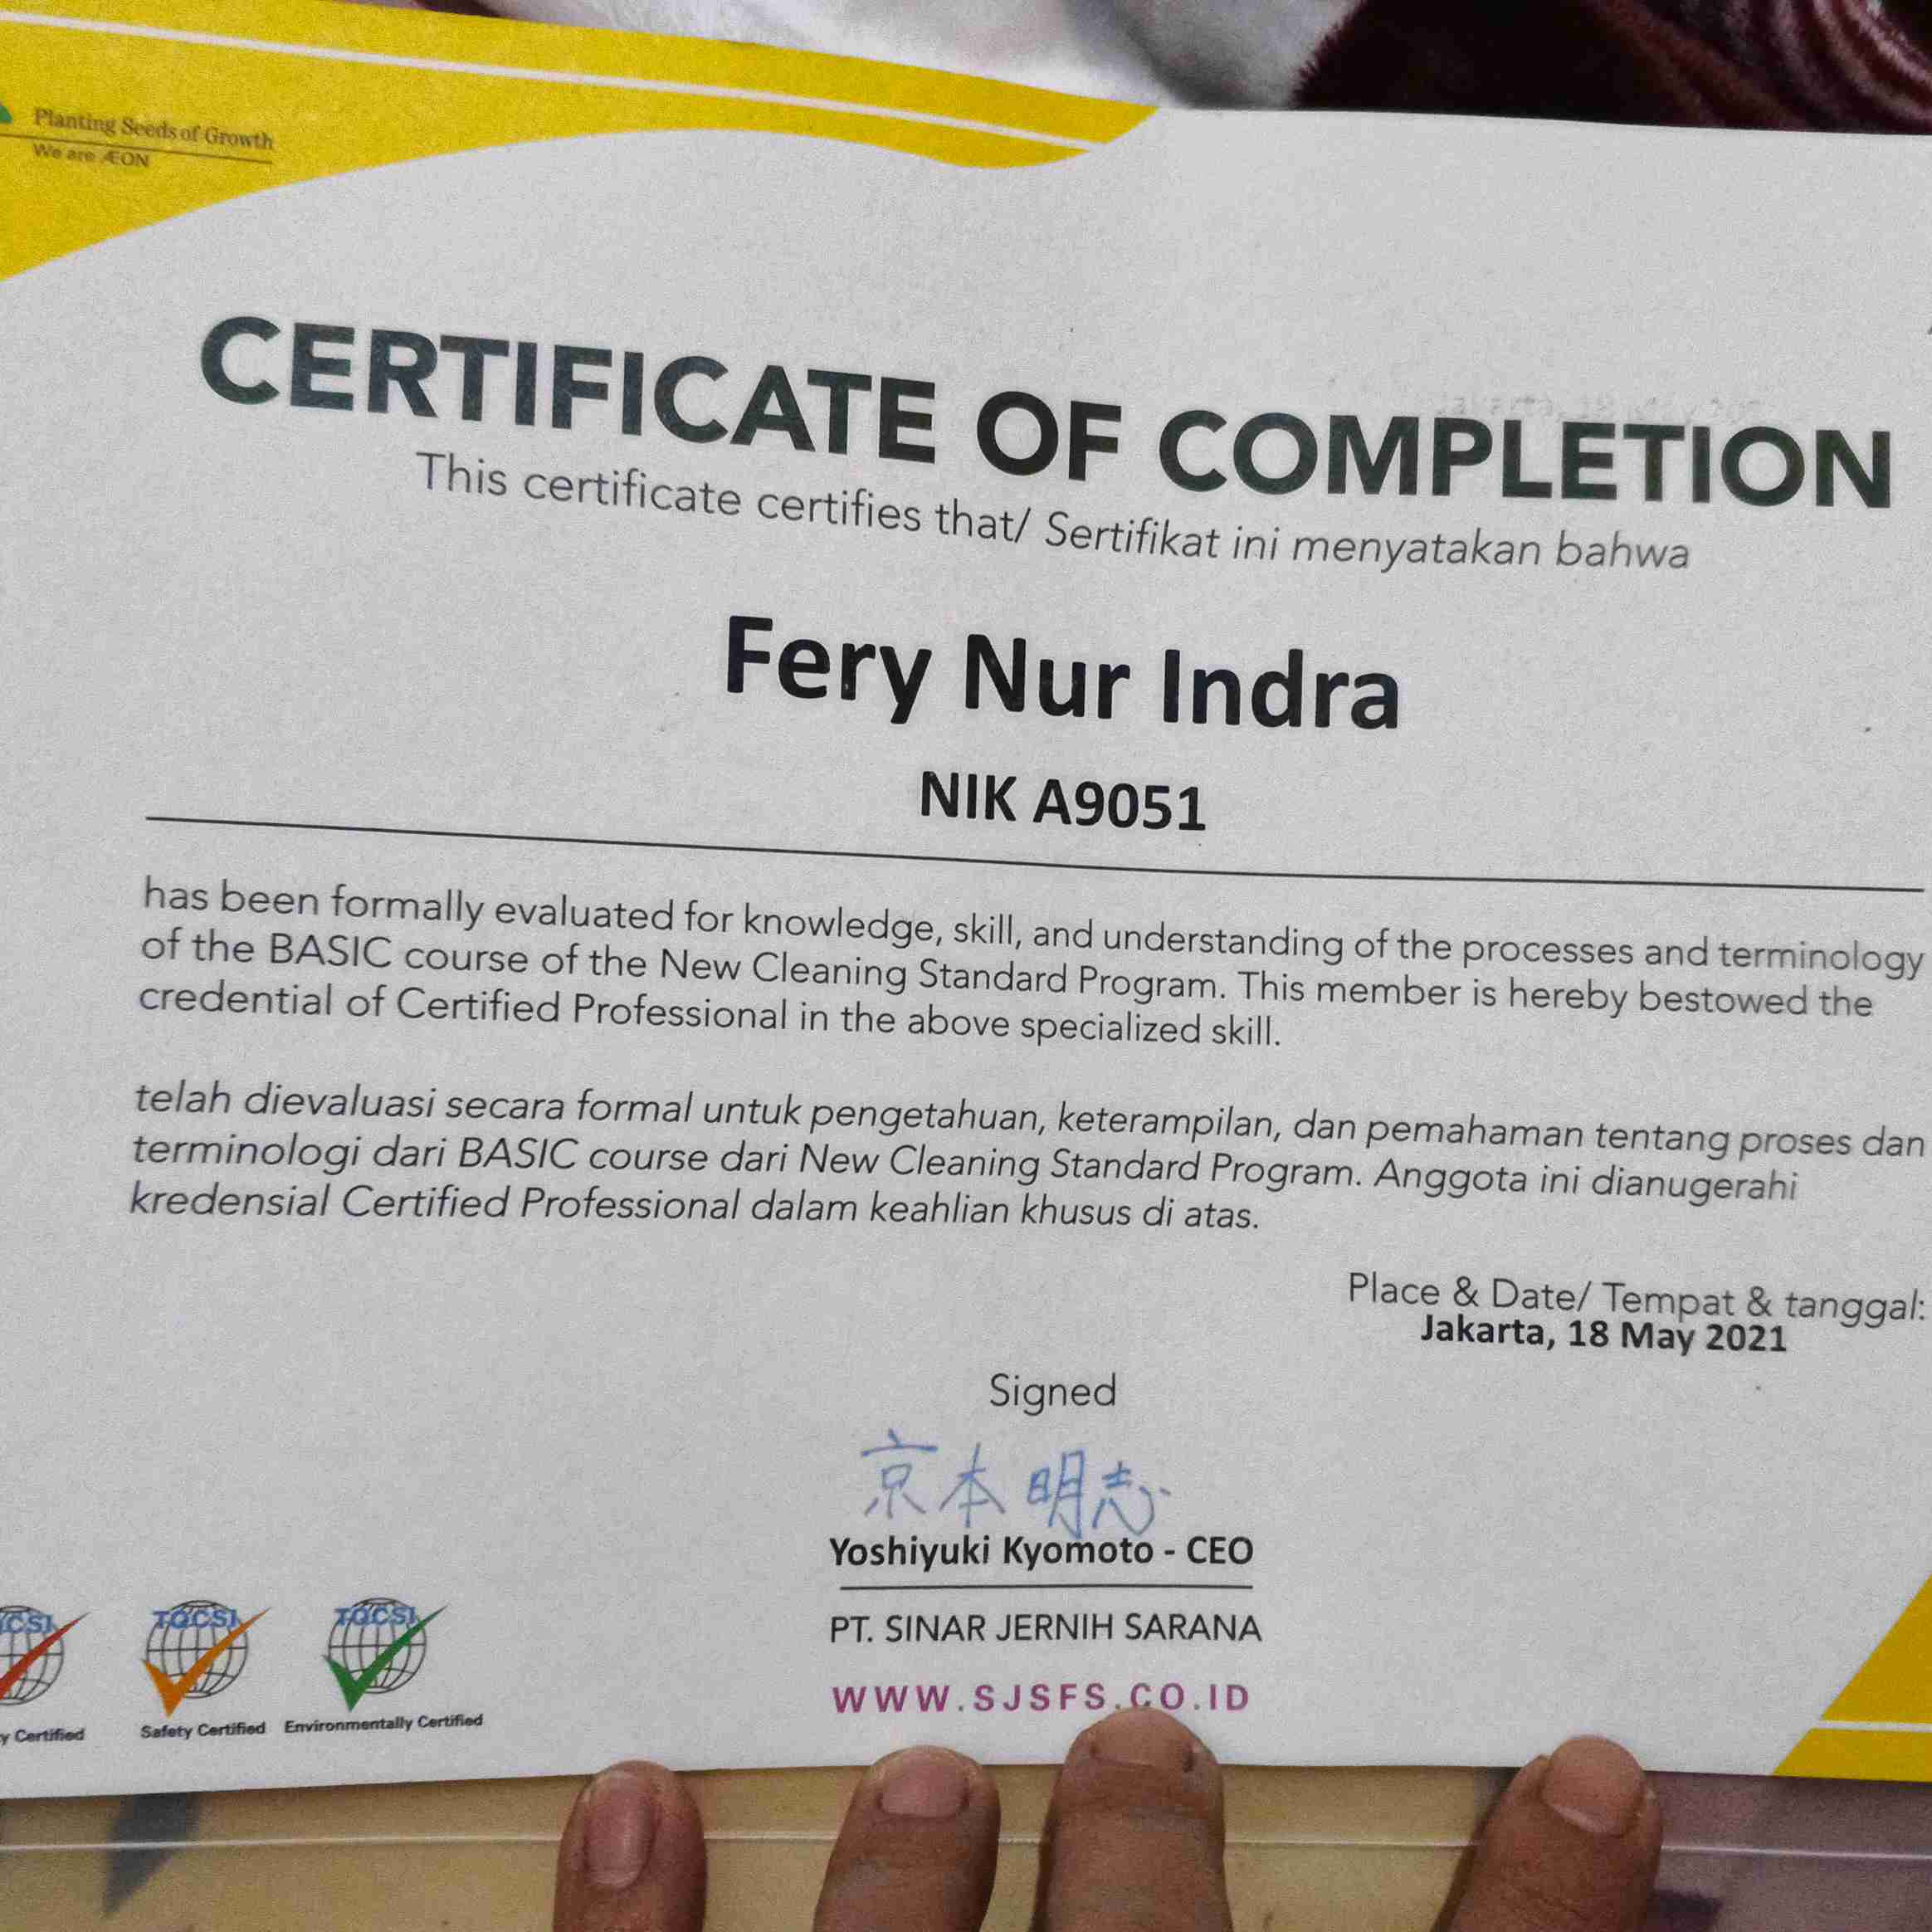 Planting Seeds of Growth
We are ÆON
CERTIFICATE OF COMPLETION
This certificate certifies that/ Sertifikat ini menyatakan bahwa
Fery Nur Indra
NIK A9051
has been formally evaluated for knowledge, skill, and understanding of the processes and terminology
of the BASIC course of the New Cleaning Standard Program. This member is hereby bestowed the
credential of Certified Professional in the above specialized skill.
telah dievaluasi secara formal untuk pengetahuan, keterampilan, dan pemahaman tentang proses dan
terminologi dari BASIC course dari New Cleaning Standard Program. Anggota ini dianugerahi
kredensial Certified Professional dalam keahlian khusus di atas.
Place & Date/ Tempat & tanggal:
Jakarta, 18 May 2021
Signed
京本明志
Yoshiyuki Kyomoto - CEO
PT. SINAR JERNIH SARANA
WWW.SJSFS.CO.ID
TQCSI TQCSI
Certified Safety Certified Environmentally Certified